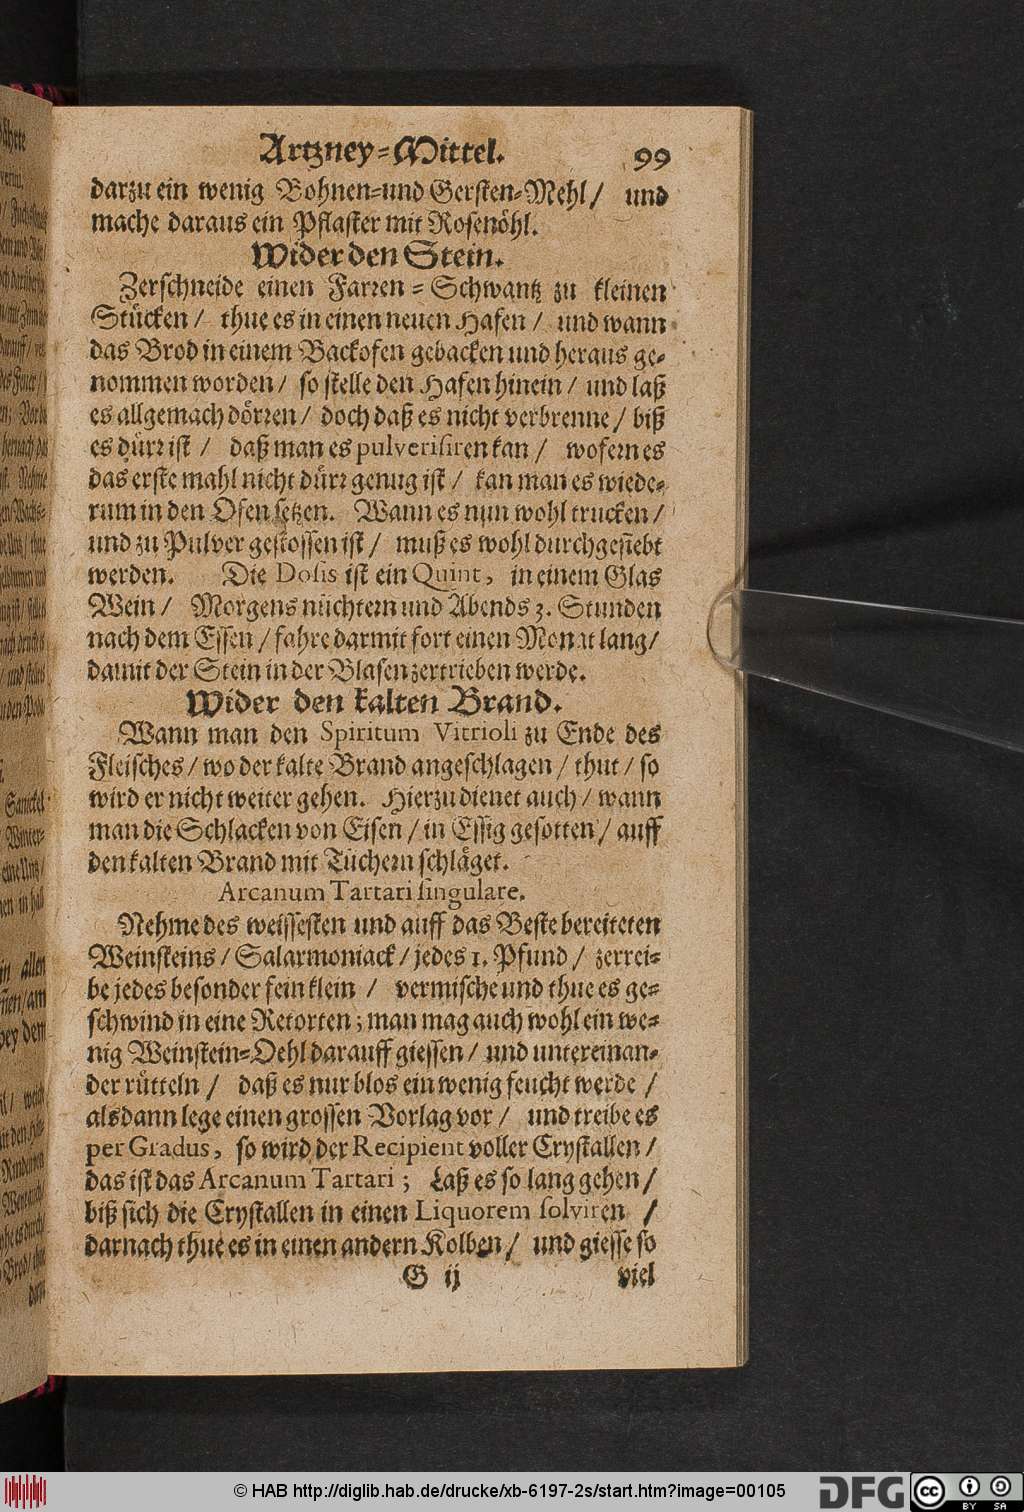 Artzney-Mittel. 99
darzu ein wenig Bohnen-und Gersten-Mehl / und
mache daraus ein Pflaster mit Rosenöhl.
Wider den Stein.
Zerschneide einen Farren-Schwantz zu kleinen
Stücken / thue es in einen neuen Hafen / und wann
das Brod in einem Backofen gebacken und heraus ge-
nommen worden / so stelle den Hafen hinein / und laß
es allgemach dörren / doch daß es nicht verbrenne / biß
es dürr ist / daß man es pulverisiren kan / wofern es
das erste mahl nicht dürr genug ist / kan man es wiede-
rum in den Ofen setzen. Wann es nun wohl trucken /
und zu Pulver gestossen ist / muß es wohl durchgesiebt
werden. Die Dosis ist ein Quint, in einem Glas
Wein / Morgens nüchtern und Abends 3. Stunden
nach dem Essen / fahre darmit fort einen Monat lang /
damit der Stein in der Blasen zertrieben werde.
Wider den kalten Brand.
Wann man den Spiritum Vitrioli zu Ende des
Fleisches / wo der kalte Brand angeschlagen / thut / so
wird er nicht weiter gehen. Hierzu dienet auch / wann
man die Schlacken von Eisen / in Essig gesotten / auff
den kalten Brand mit Tüchern schläget.
Arcanum Tartari singulare.
Nehme des weissesten und auff das Beste bereiteten
Weinsteins / Salarmoniack / jedes 1. Pfund / zerrei-
be jedes besonder fein klein / vermische und thue es ge-
schwind in eine Retorten ; man mag auch wohl ein we-
nig Weinstein-Oehl darauff giessen / und untereinan-
der rütteln / daß es nur blos ein wenig feucht werde /
alsdann lege einen grossen Vorlag vor / und treibe es
per Gradus, so wird der Recipient voller Crystallen /
das ist das Arcanum Tartari ; Laß es so lang gehen /
biß sich die Crystallen in einen Liquorem solviren /
darnach thue es in einen andern Kolben / und giesse so
G ij viel
© HAB http://diglib.hab.de/drucke/xb-6197-2s/start.htm?image=00105
DFG
cc BY SA